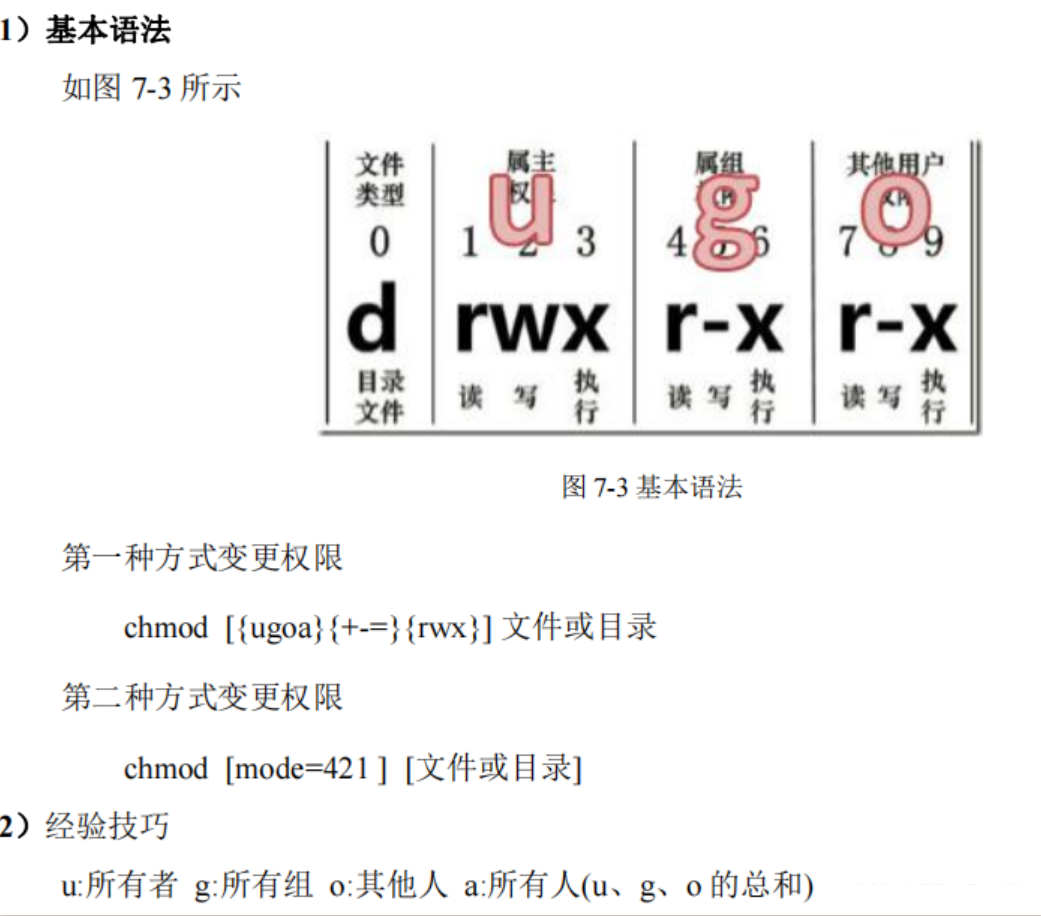 1）基本语法
如图 7-3 所示
文件 属主 属组 其他用户
类型 权 权
u g o
0 1 2 3 4 5 6 7 8 9
d rwx r-x r-x
目录 读 写 执 读 写 执 读 写 执
文件 行 行 行
图 7-3 基本语法
第一种方式变更权限
chmod [{ugoa}{+-=}{rwx}] 文件或目录
第二种方式变更权限
chmod [mode=421 ] [文件或目录]
2）经验技巧
u:所有者 g:所有组 o:其他人 a:所有人(u、g、o 的总和)